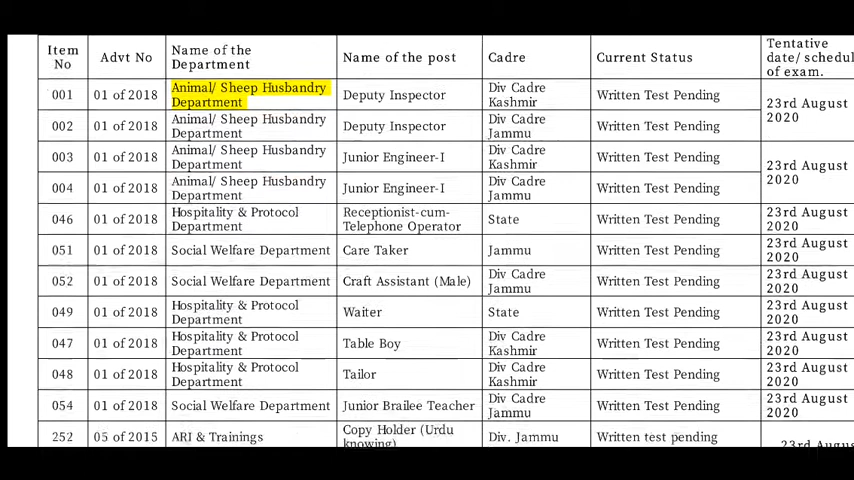 Item No Advt No Name of the Department Name of the post Cadre Current Status Tentative date/ of exam.
001 01 of 2018 Animal/ Sheep Husbandry Department Deputy Inspector Div Cadre Kashmir Written Test Pending 23rd August 2020
002 01 of 2018 Animal/ Sheep Husbandry Department Deputy Inspector Div Cadre Jammu Written Test Pending
003 01 of 2018 Animal/ Sheep Husbandry Department Junior Engineer-I Div Cadre Kashmir Written Test Pending 23rd August 2020
004 01 of 2018 Animal/ Sheep Husbandry Department Junior Engineer-I Div Cadre Jammu Written Test Pending
046 01 of 2018 Hospitality & Protocol Department Receptionist-cum-Telephone Operator State Written Test Pending 23rd August 2020
051 01 of 2018 Social Welfare Department Care Taker Jammu Written Test Pending 23rd August 2020
052 01 of 2018 Social Welfare Department Craft Assistant (Male) Div Cadre Jammu Written Test Pending 23rd August 2020
049 01 of 2018 Hospitality & Protocol Department Waiter State Written Test Pending 23rd August 2020
047 01 of 2018 Hospitality & Protocol Department Table Boy Div Cadre Kashmir Written Test Pending 23rd August 2020
048 01 of 2018 Hospitality & Protocol Department Tailor Div Cadre Kashmir Written Test Pending 23rd August 2020
054 01 of 2018 Social Welfare Department Junior Brailee Teacher Div Cadre Jammu Written Test Pending 23rd August 2020
252 05 of 2015 ARI & Trainings Copy Holder (Urdu knowing) Div. Jammu Written test pending 23rd